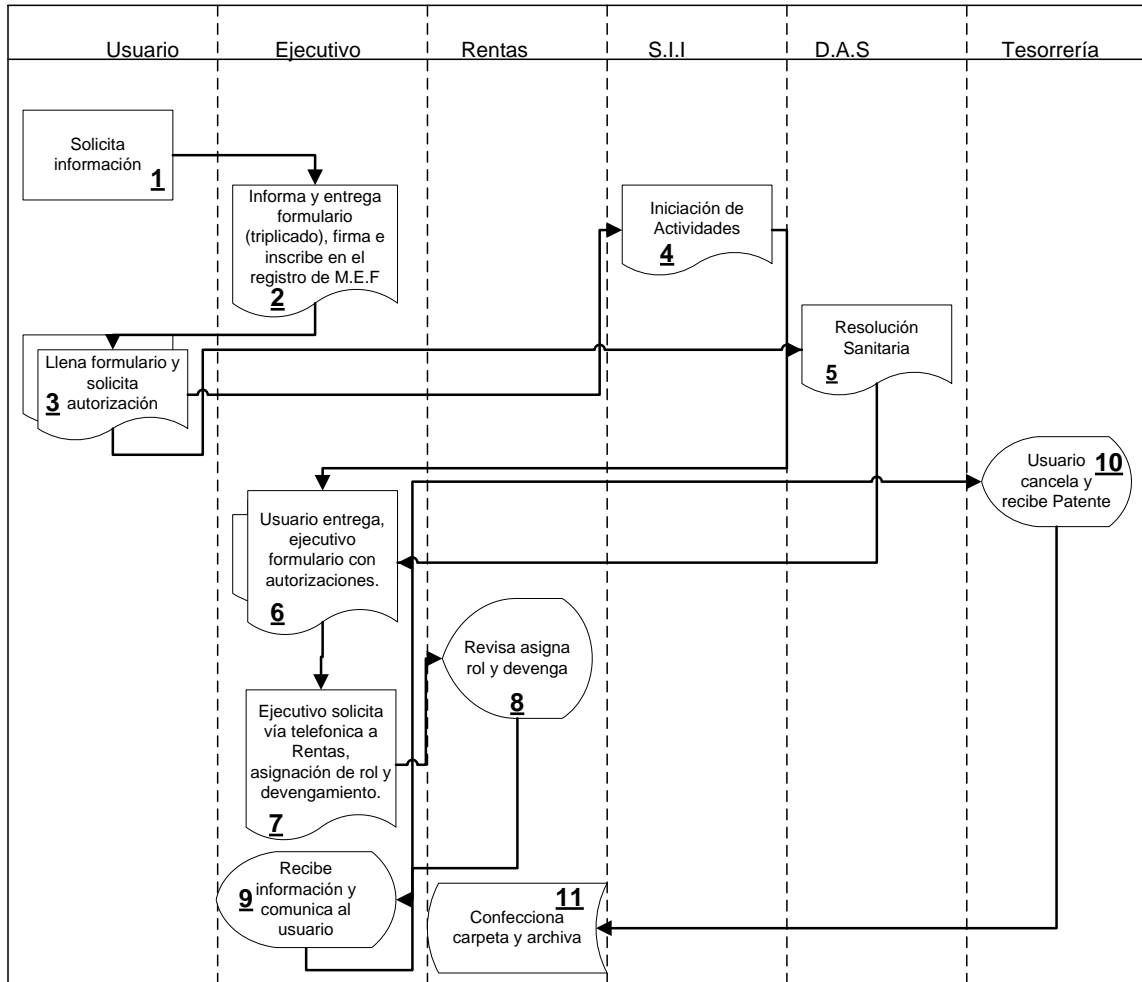 Usuario
Ejecutivo
Rentas
S.I.I
D.A.S
Tesorrería
Solicita
información
1
Informa y entrega
formulario
(triplicado), firma e
inscribe en el
registro de M.E.F
2
Llena formulario y
solicita
autorización
3
Iniciación de
Actividades
4
Resolución
Sanitaria
5
Usuario entrega,
ejecutivo
formulario con
autorizaciones.
6
Ejecutivo solicita
vía telefonica a
Rentas,
asignación de rol y
devengamiento.
7
Revisa asigna
rol y devenga
8
Recibe
información y
comunica al
usuario
9
Usuario
cancela y
recibe Patente
10
Confecciona
carpeta y archiva
11